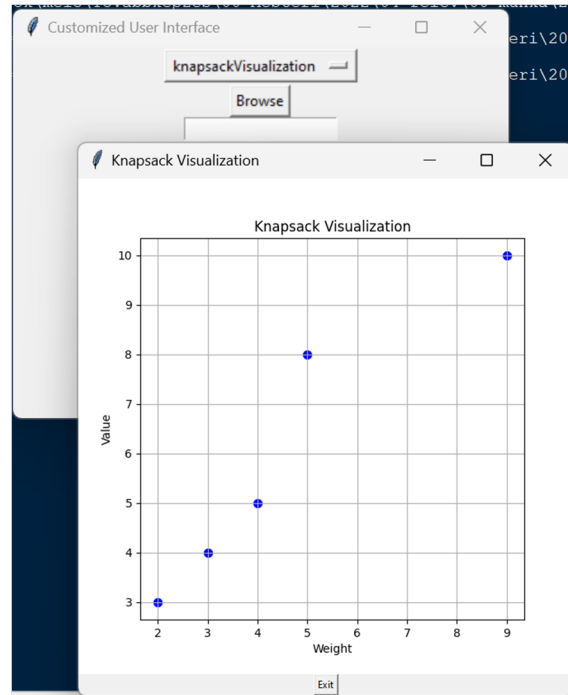 Customized User Interface
eri\20
knapsackVisualization
eri\20
Browse
Knapsack Visualization
Knapsack Visualization
10
9
8
7
6
5
4
3
Value
2 3 4 5 6 7 8 9
Weight
Exit